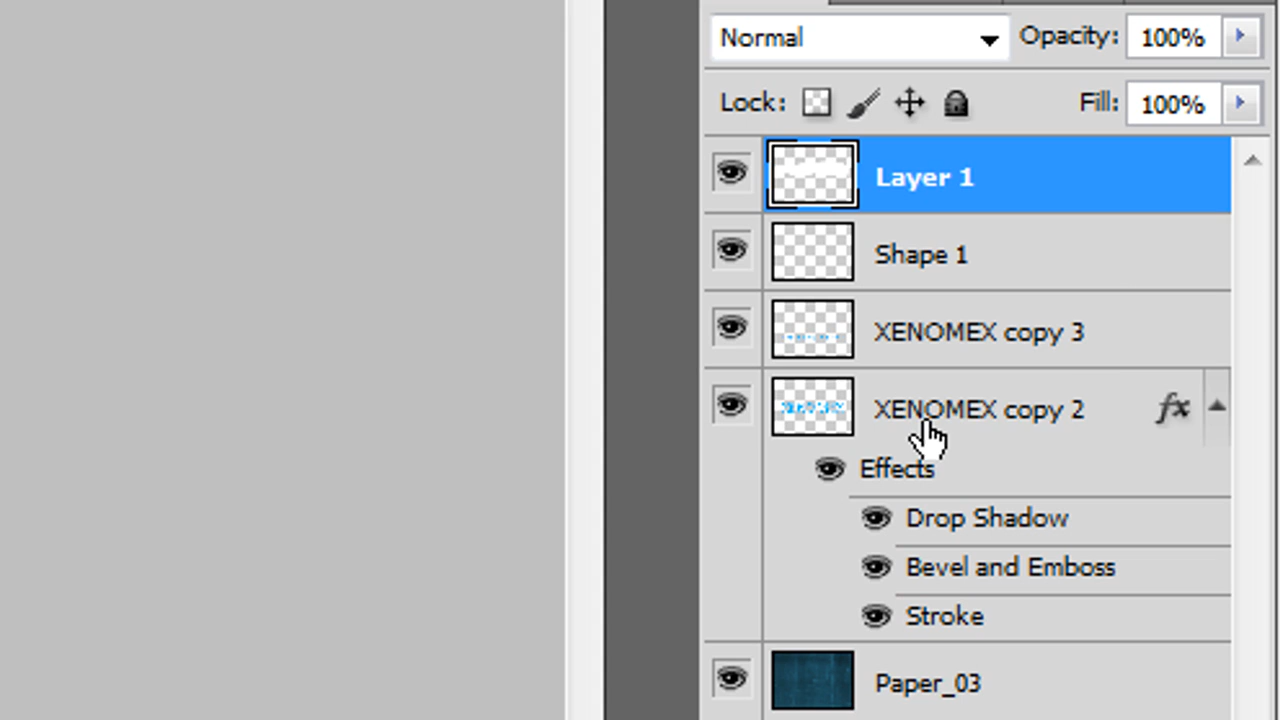 Normal Opacity: 100%
Lock: Fill: 100%
Layer 1
Shape 1
XENOMEX copy 3
XENOMEX copy 2 fx
Effects
Drop Shadow
Bevel and Emboss
Stroke
Paper_03